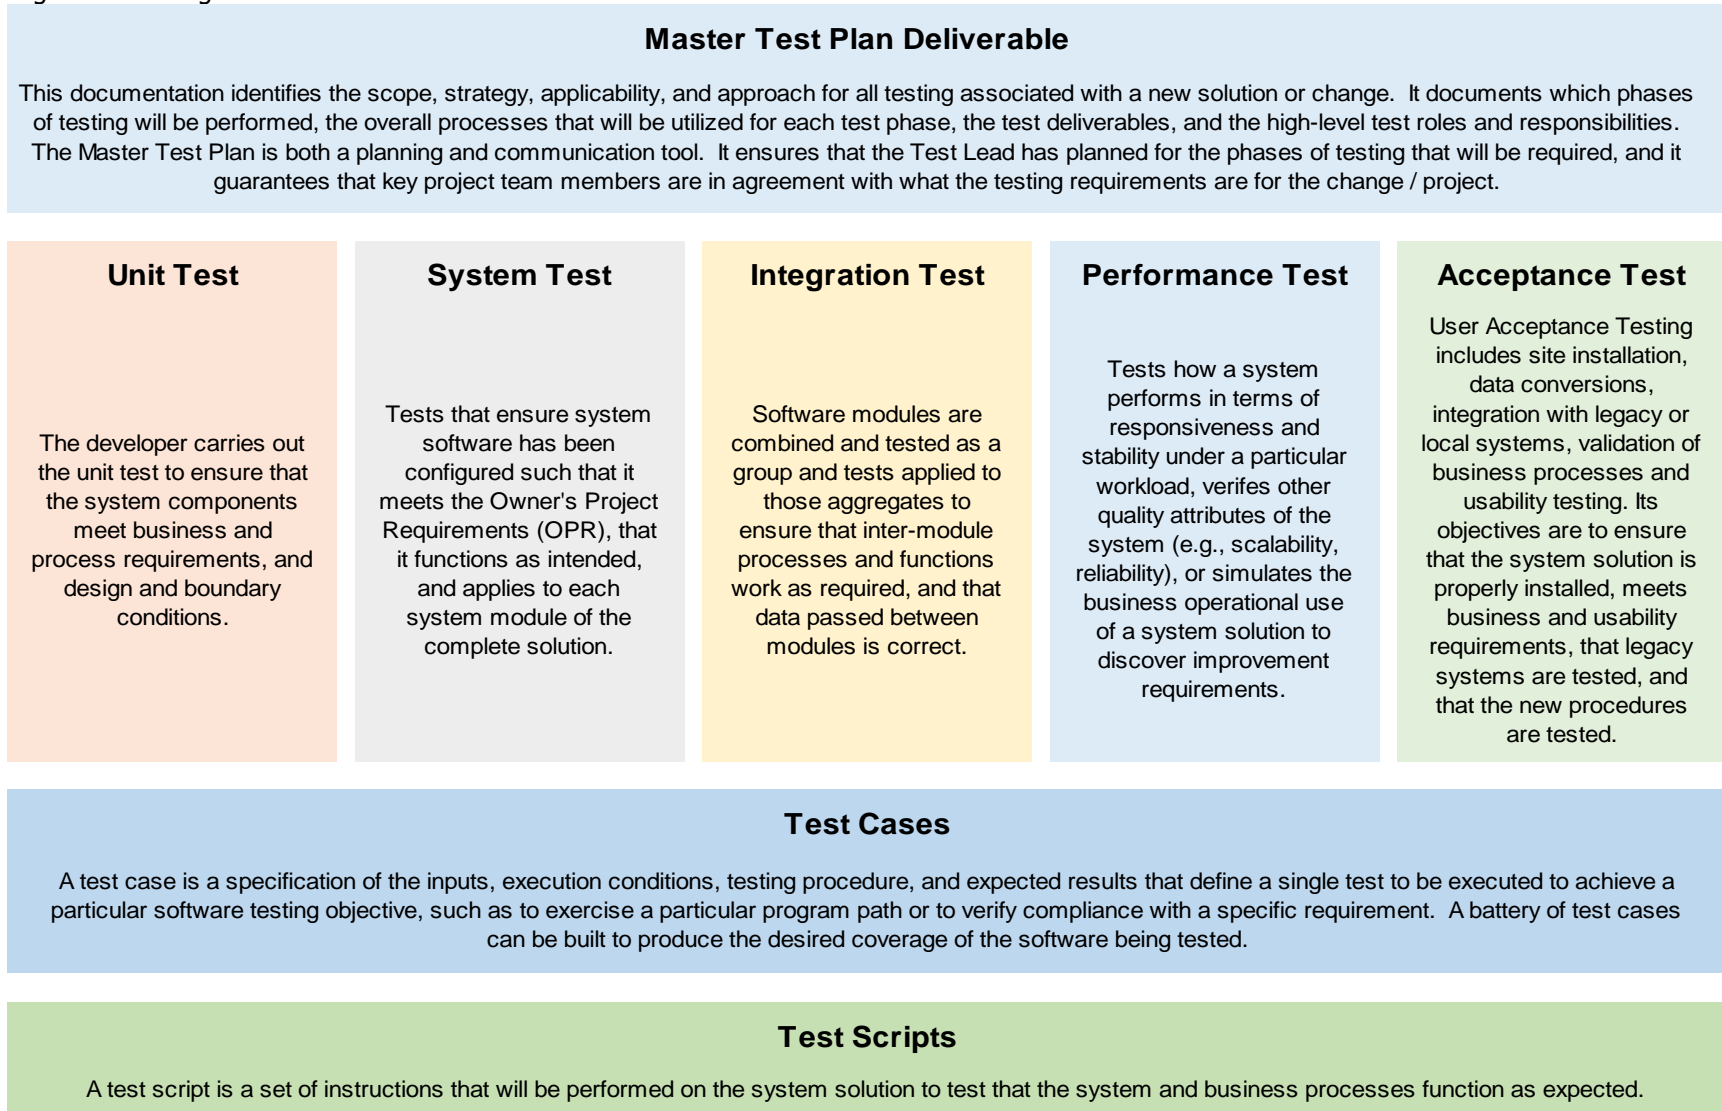 Master Test Plan Deliverable
This documentation identifies the scope, strategy, applicability, and approach for all testing associated with a new solution or change.  It documents which phases
of testing will be performed, the overall processes that will be utilized for each test phase, the test deliverables, and the high-level test roles and responsibilities.
The Master Test Plan is both a planning and communication tool.  It ensures that the Test Lead has planned for the phases of testing that will be required, and it
guarantees that key project team members are in agreement with what the testing requirements are for the change / project.
Unit Test
The developer carries out
the unit test to ensure that
the system components
meet business and
process requirements, and
design and boundary
conditions.
System Test
Tests that ensure system
software has been
configured such that it
meets the Owner's Project
Requirements (OPR), that
it functions as intended,
and applies to each
system module of the
complete solution.
Integration Test
Software modules are
combined and tested as a
group and tests applied to
those aggregates to
ensure that inter-module
processes and functions
work as required, and that
data passed between
modules is correct.
Performance Test
Tests how a system
performs in terms of
responsiveness and
stability under a particular
workload, verifes other
quality attributes of the
system (e.g., scalability,
reliability), or simulates the
business operational use
of a system solution to
discover improvement
requirements.
Acceptance Test
User Acceptance Testing
includes site installation,
data conversions,
integration with legacy or
local systems, validation of
business processes and
usability testing. Its
objectives are to ensure
that the system solution is
properly installed, meets
business and usability
requirements, that legacy
systems are tested, and
that the new procedures
are tested.
Test Cases
A test case is a specification of the inputs, execution conditions, testing procedure, and expected results that define a single test to be executed to achieve a
particular software testing objective, such as to exercise a particular program path or to verify compliance with a specific requirement.  A battery of test cases
can be built to produce the desired coverage of the software being tested.
Test Scripts
A test script is a set of instructions that will be performed on the system solution to test that the system and business processes function as expected.